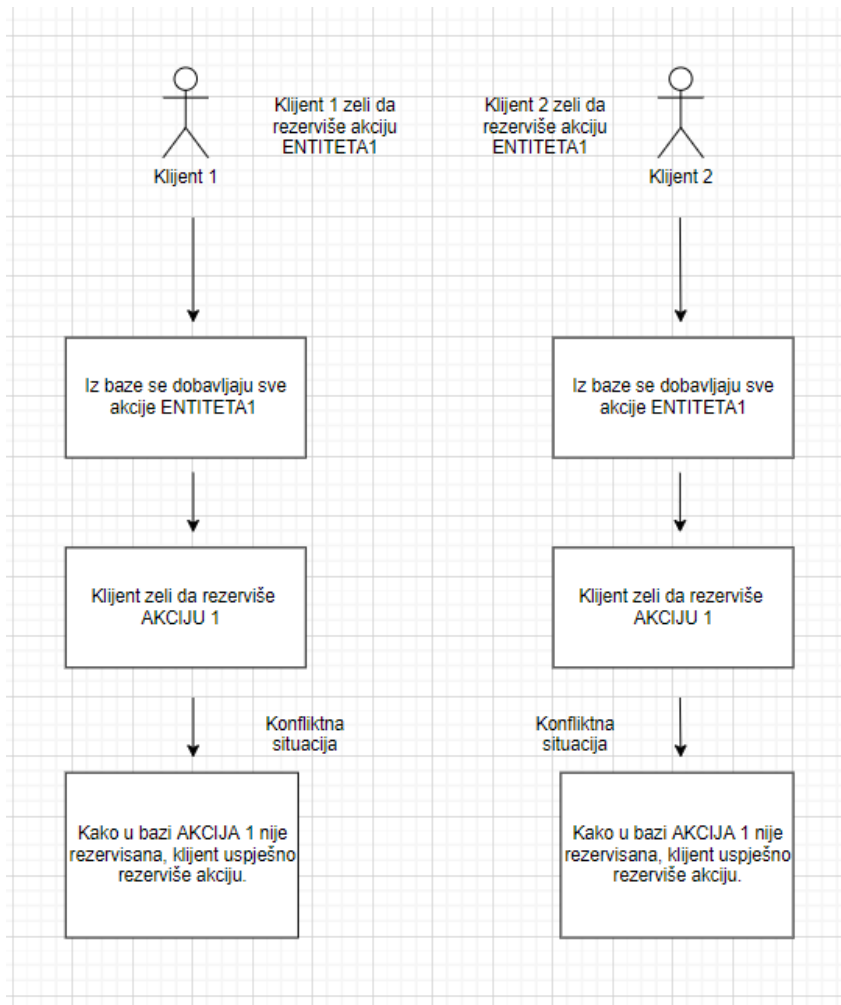 Klijent 1 zeli da
rezerviše akciju
ENTITETA1
Klijent 2 zeli da
rezerviše akciju
ENTITETA1
Klijent 1
Klijent 2
Iz baze se dobavljaju sve
akcije ENTITETA1
Iz baze se dobavljaju sve
akcije ENTITETA1
Klijent zeli da rezerviše
AKCIJU 1
Klijent zeli da rezerviše
AKCIJU 1
Konfliktna
situacija
Konfliktna
situacija
Kako u bazi AKCIJA 1 nije
rezervisana, klijent uspješno
rezerviše akciju.
Kako u bazi AKCIJA 1 nije
rezervisana, klijent uspješno
rezerviše akciju.